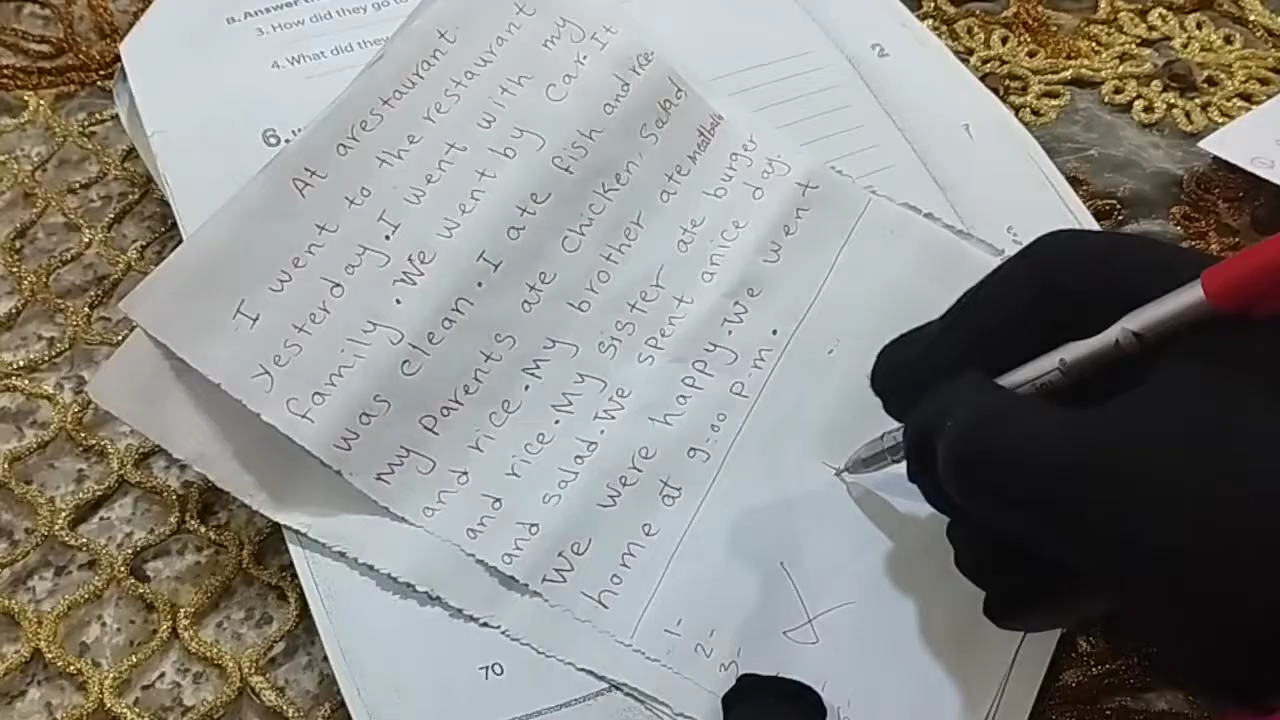 B. Answer
3. How did they go to
4. What did they
6.
2
At arestaurant.
I went to the restaurant
yesterday. I went with my
family. We went by Car. It
was clean. I ate fish and rice.
My Parents ate Chicken, Salad
and rice. My brother ate meatballs
and rice. My sister ate burger
and salad. We spent anice day.
We were happy. We went
home at 9:00 P.m.
1-
2-
3-
70